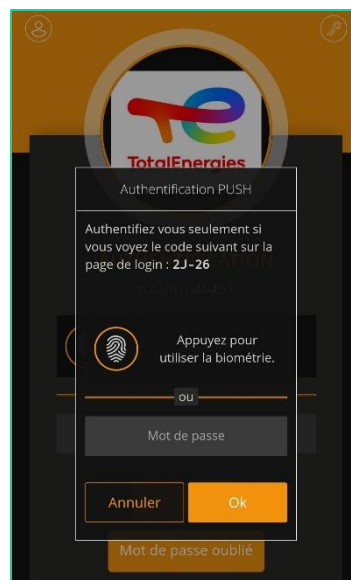 TotalEnergies
Authentification PUSH
Authentifiez vous seulement si
vous voyez le code suivant sur la
page de login : 2J-26
Appuyez pour
utiliser la biométrie.
ou
Mot de passe
Annuler
Ok
Mot de passe oublié